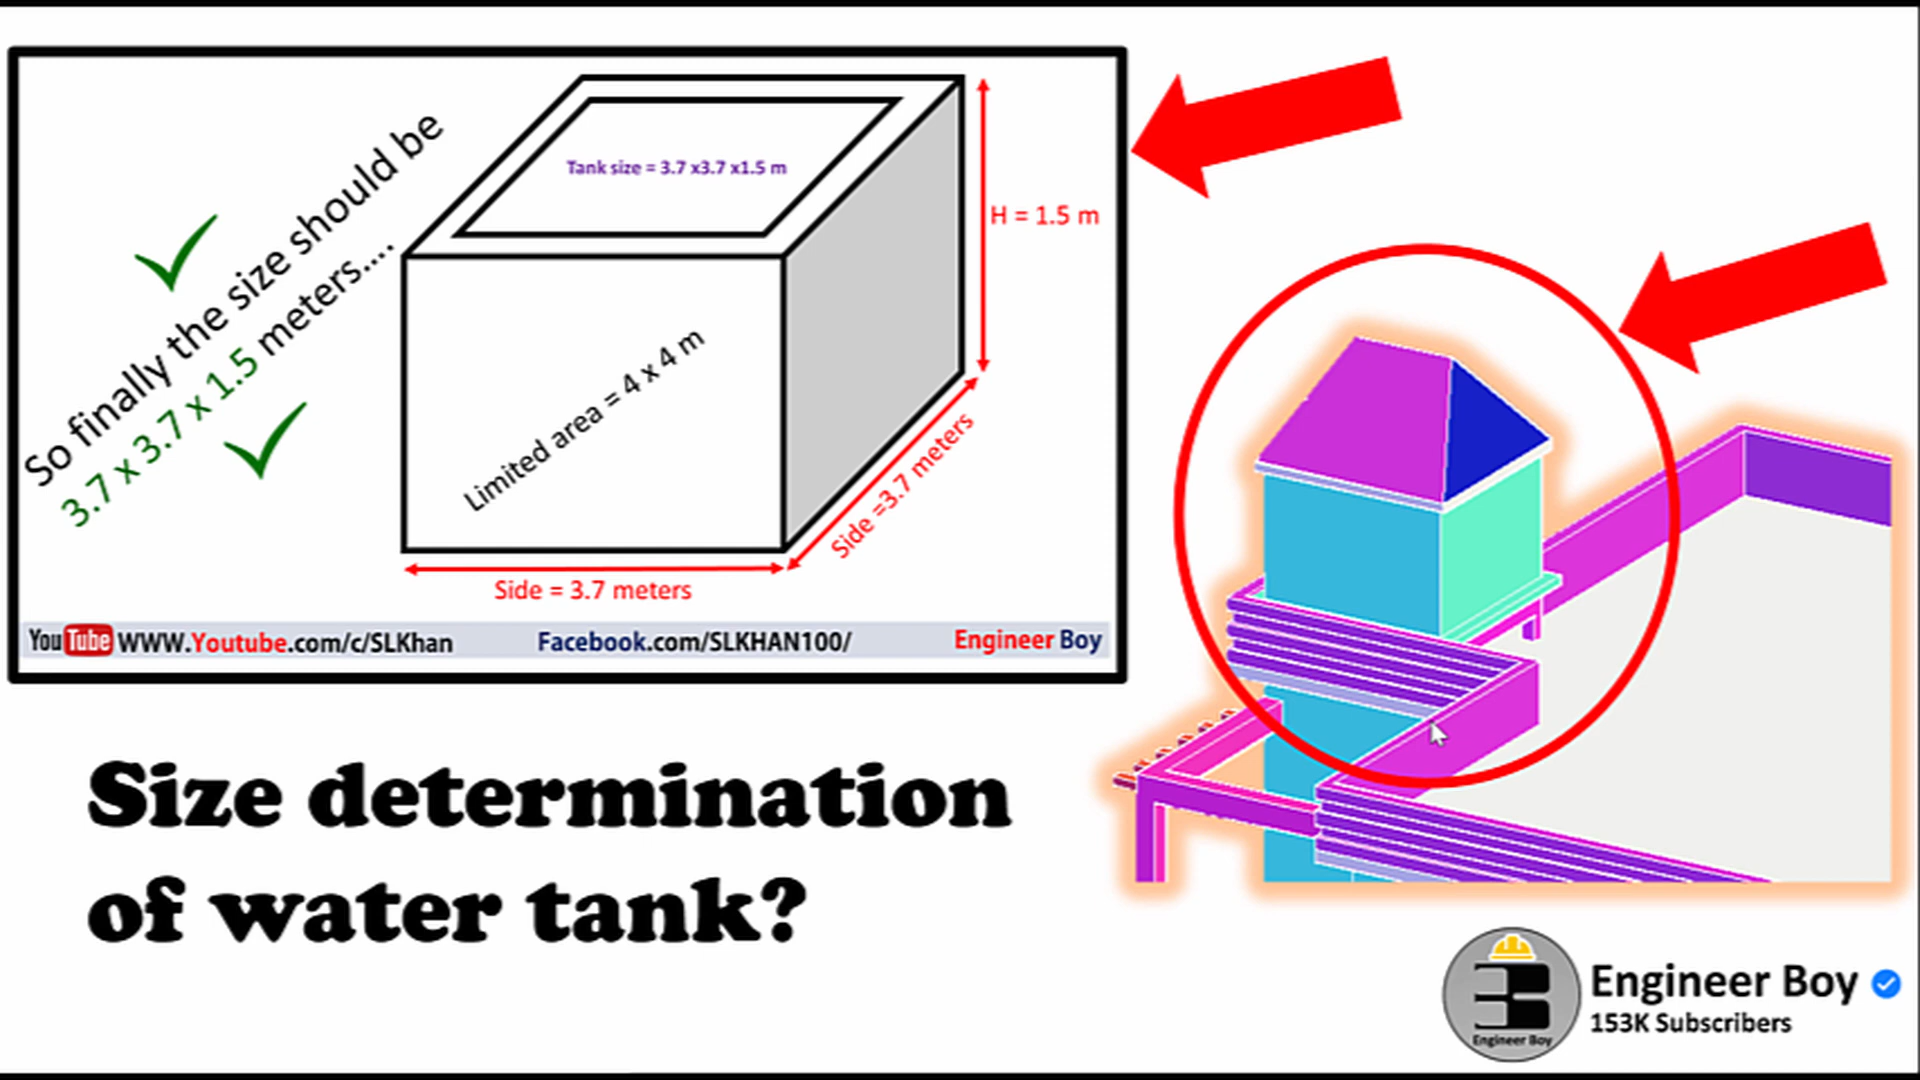 So finally the size should be
3.7 x 3.7 x 1.5 meters....
Tank size = 3.7 x3.7 x1.5 m
H = 1.5 m
Limited area = 4 x 4 m
Side =3.7 meters
Side = 3.7 meters
YouTube WWW.Youtube.com/c/SLKhan Facebook.com/SLKHAN100/ Engineer Boy
Size determination
of water tank?
Engineer Boy
Engineer Boy
153K Subscribers